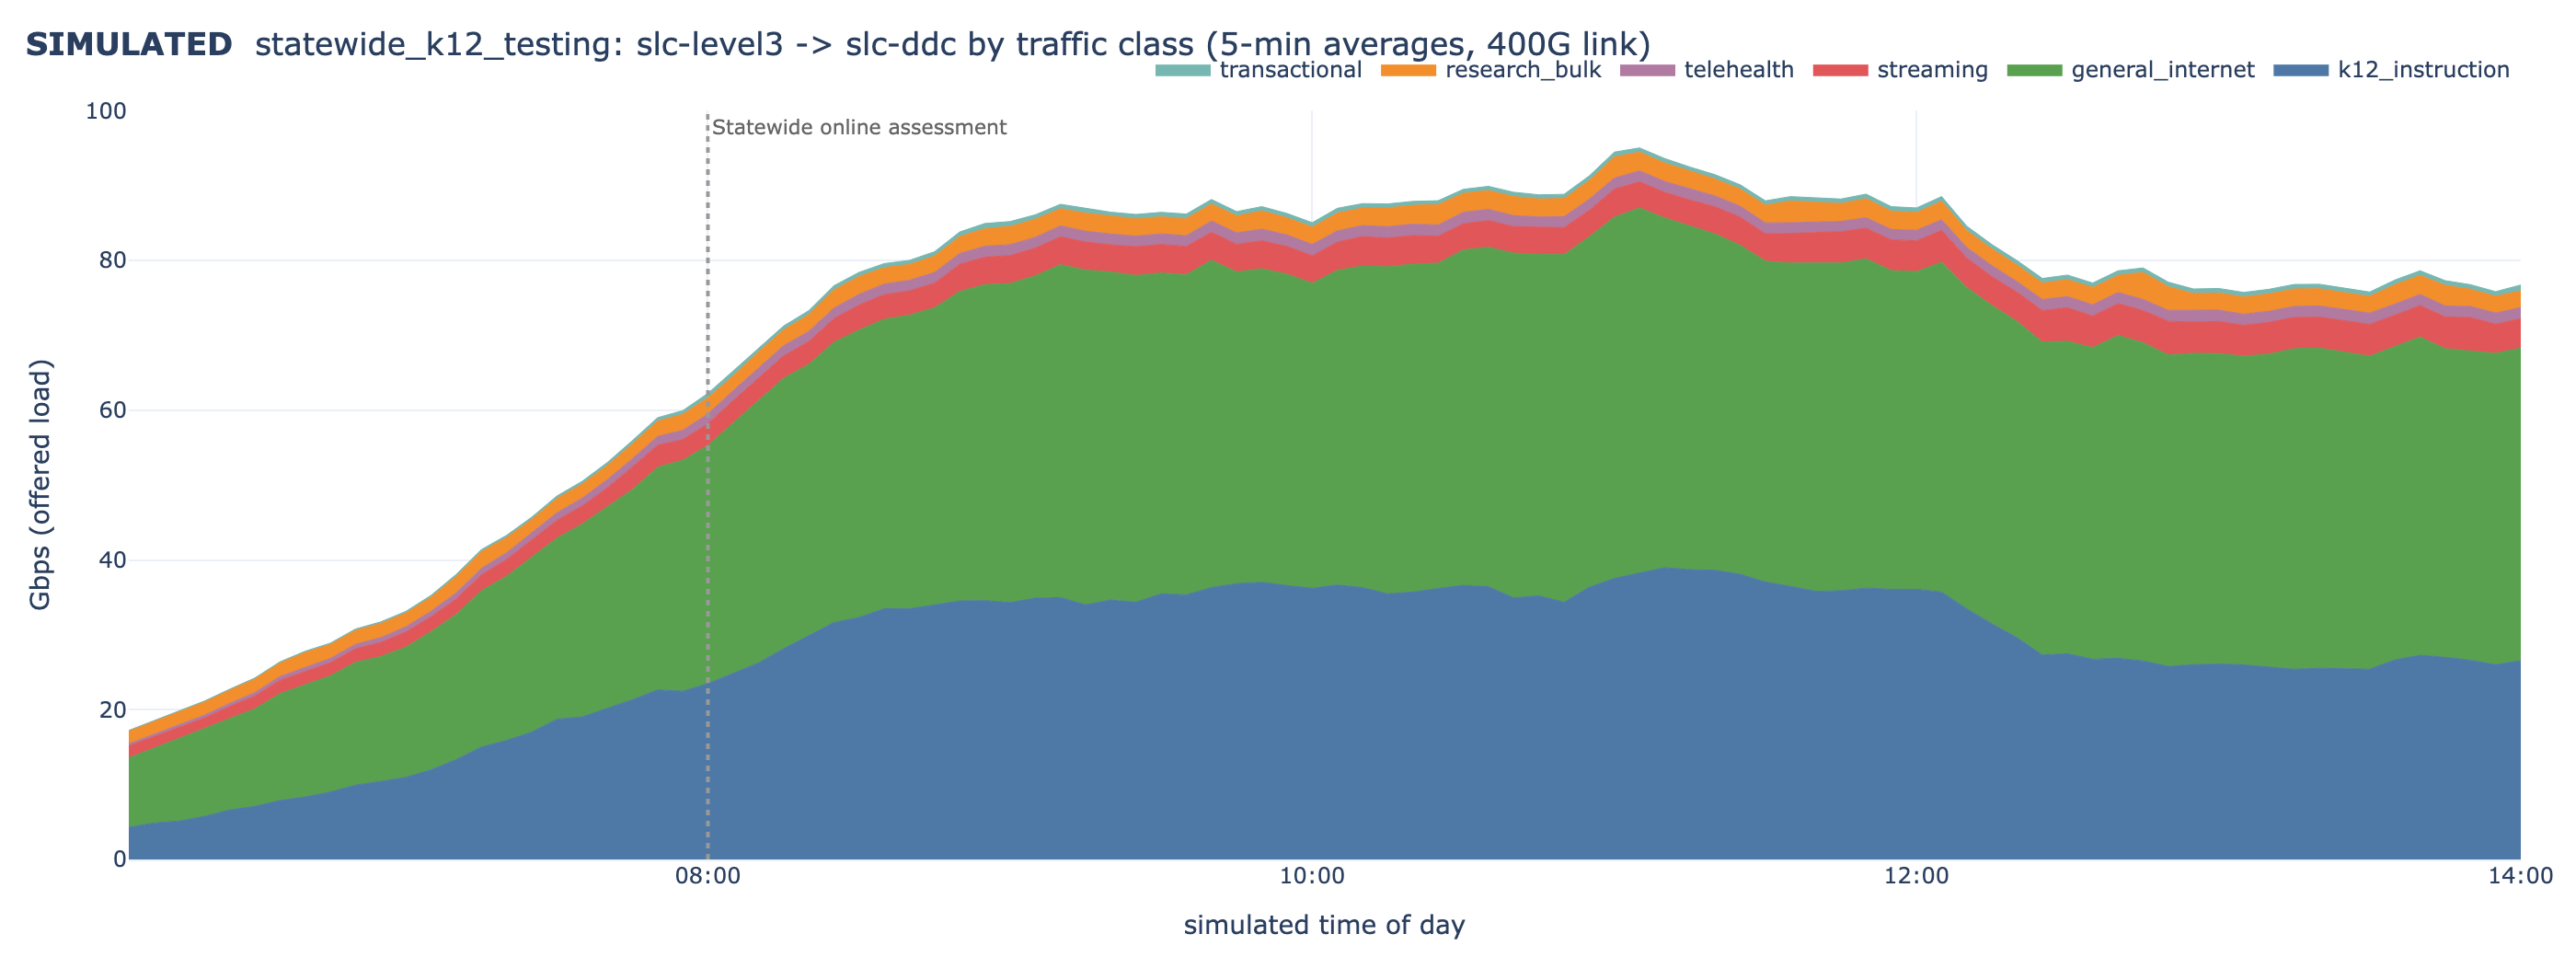 SIMULATED statewide_k12_testing: slc-level3 -> slc-ddc by traffic class (5-min averages, 400G link)
transactional research_bulk telehealth streaming general_internet k12_instruction
Statewide online assessment
100
80
60
40
20
0
Gbps (offered load)
08:00 10:00 12:00 14:00
simulated time of day